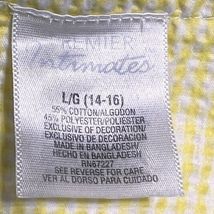 PREMIER
Intimates
L/G (14-16)
55% COTTON/ALGODON
45% POLYESTER/POLIESTER
EXCLUSIVE OF DECORATION/
EXCLUSIVO DE DECORACION
MADE IN BANGLADESH/
HECHO EN BANGLADESH
RN67227
SEE REVERSE FOR CARE
VER AL DORSO PARA CUIDADO